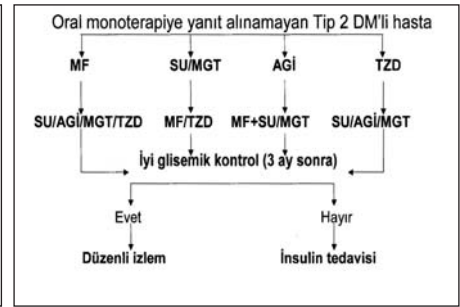 Oral monoterapiye yanıt alınamayan Tip 2 DM'li hasta
MF SU/MGT AGİ TZD
SU/AGİ/MGT/TZD MF/TZD MF+SU/MGT SU/AGİ/MGT
İyi glisemik kontrol (3 ay sonra)
Evet Hayır
Düzenli izlem İnsulin tedavisi